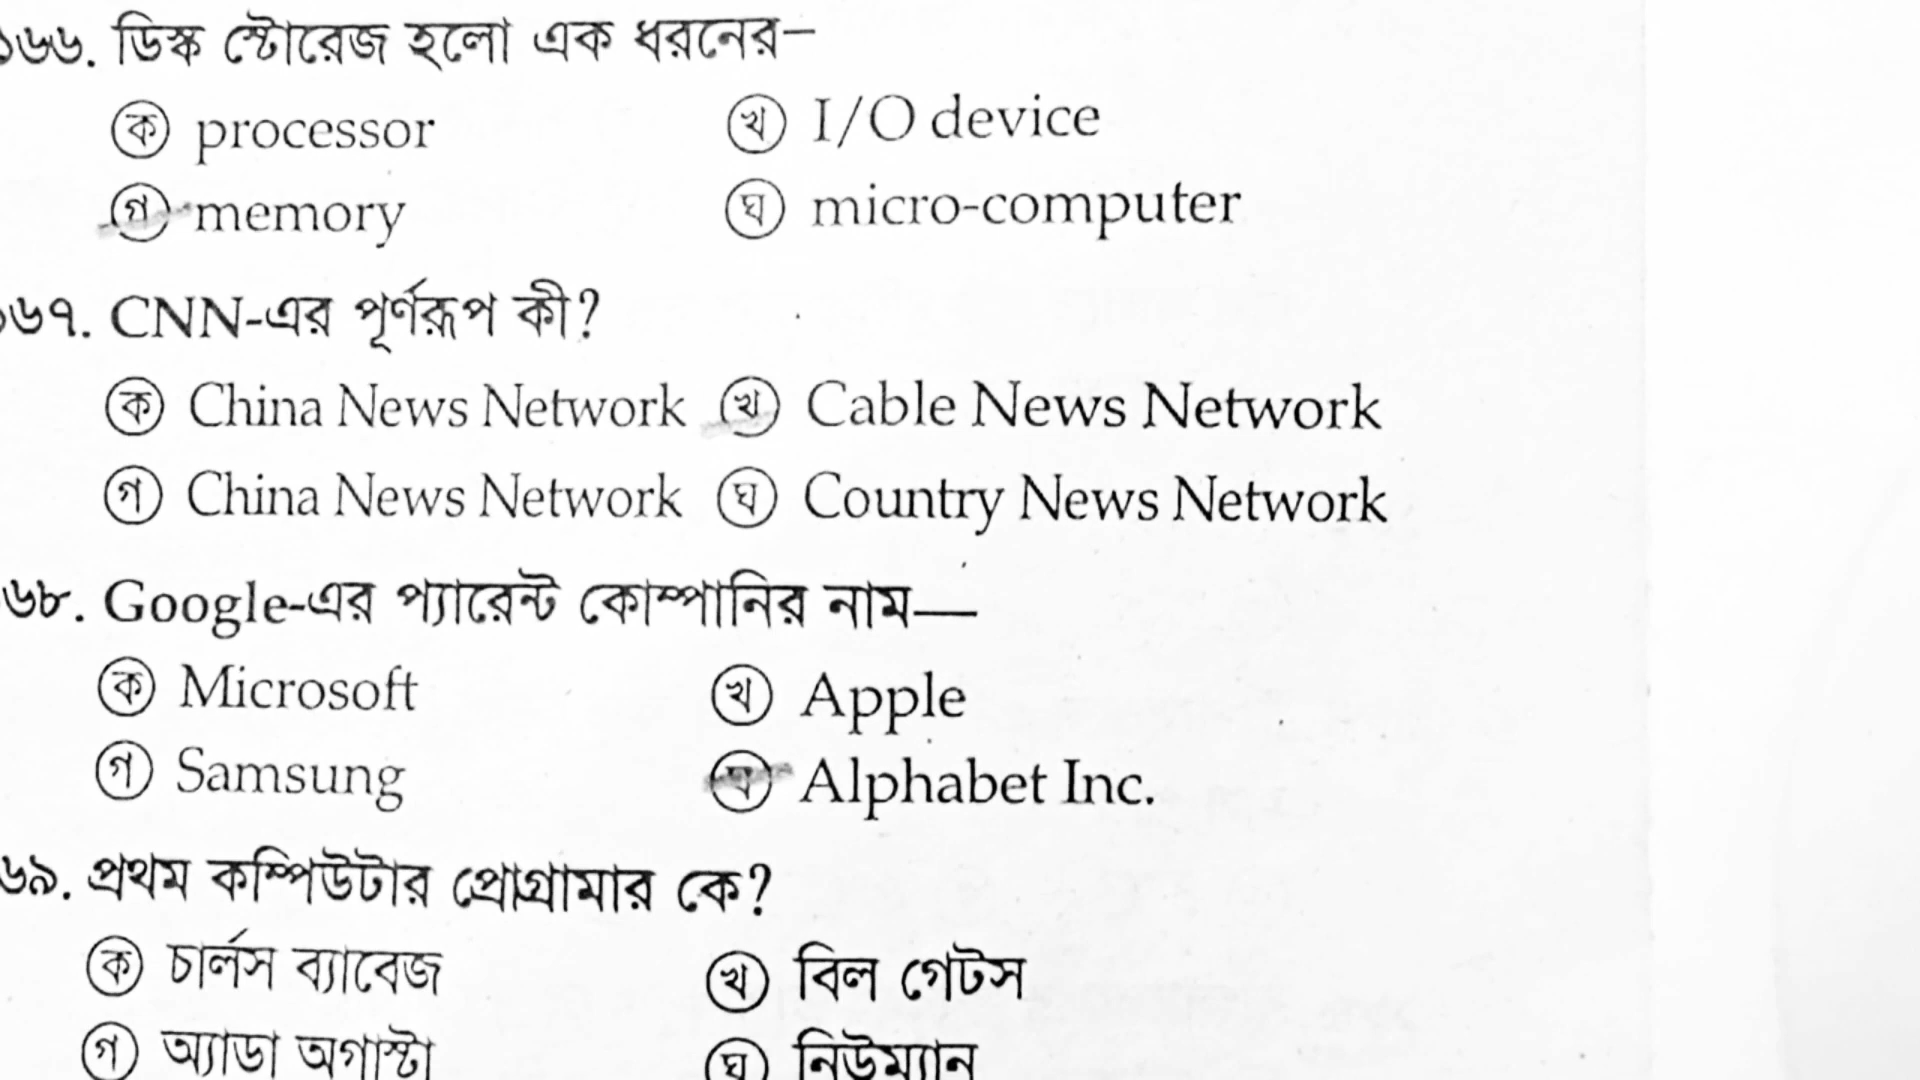 ১৬৬. ডিস্ক স্টোরেজ হলো এক ধরনের–
ক processor খ I/O device
গ memory ঘ micro-computer
১৬৭. CNN-এর পূর্ণরূপ কী?
ক China News Network খ Cable News Network
গ China News Network ঘ Country News Network
৬৮. Google-এর প্যারেন্ট কোম্পানির নাম—
ক Microsoft খ Apple
গ Samsung ঘ Alphabet Inc.
৬৯. প্রথম কম্পিউটার প্রোগ্রামার কে?
ক চার্লস ব্যাবেজ খ বিল গেটস
গ অ্যাডা অগাস্টা ঘ নিউম্যান